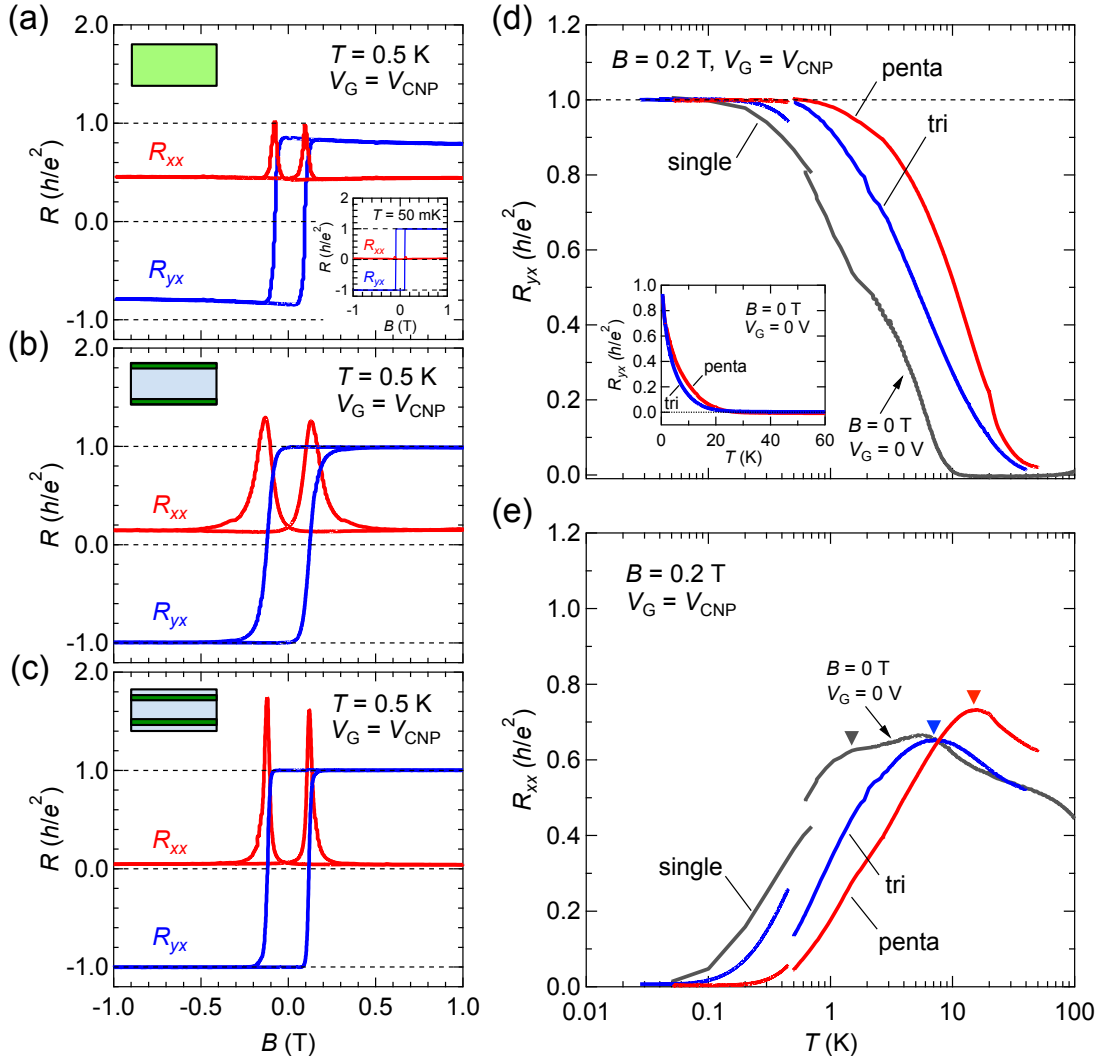 (a)
2.0
1.0
0.0
-1.0
R (h/e²)
T = 0.5 K
V_G = V_CNP
R_xx
R_yx
2
1
0
-1
R (h/e²)
T = 50 mK
R_xx
R_yx
-1
0
1
B (T)
(b)
2.0
1.0
0.0
-1.0
R (h/e²)
T = 0.5 K
V_G = V_CNP
R_xx
R_yx
(c)
2.0
1.0
0.0
-1.0
R (h/e²)
T = 0.5 K
V_G = V_CNP
R_xx
R_yx
-1.0
-0.5
0.0
0.5
1.0
B (T)
(d)
1.2
1.0
0.8
0.6
0.4
0.2
0.0
R_yx (h/e²)
B = 0.2 T, V_G = V_CNP
penta
tri
single
B = 0 T
V_G = 0 V
1.0
0.8
0.6
0.4
0.2
0.0
R_yx (h/e²)
B = 0 T
V_G = 0 V
penta
tri
0
20
40
60
T (K)
(e)
1.2
1.0
0.8
0.6
0.4
0.2
0.0
R_xx (h/e²)
B = 0.2 T
V_G = V_CNP
B = 0 T
V_G = 0 V
single
tri
penta
0.01
0.1
1
10
100
T (K)